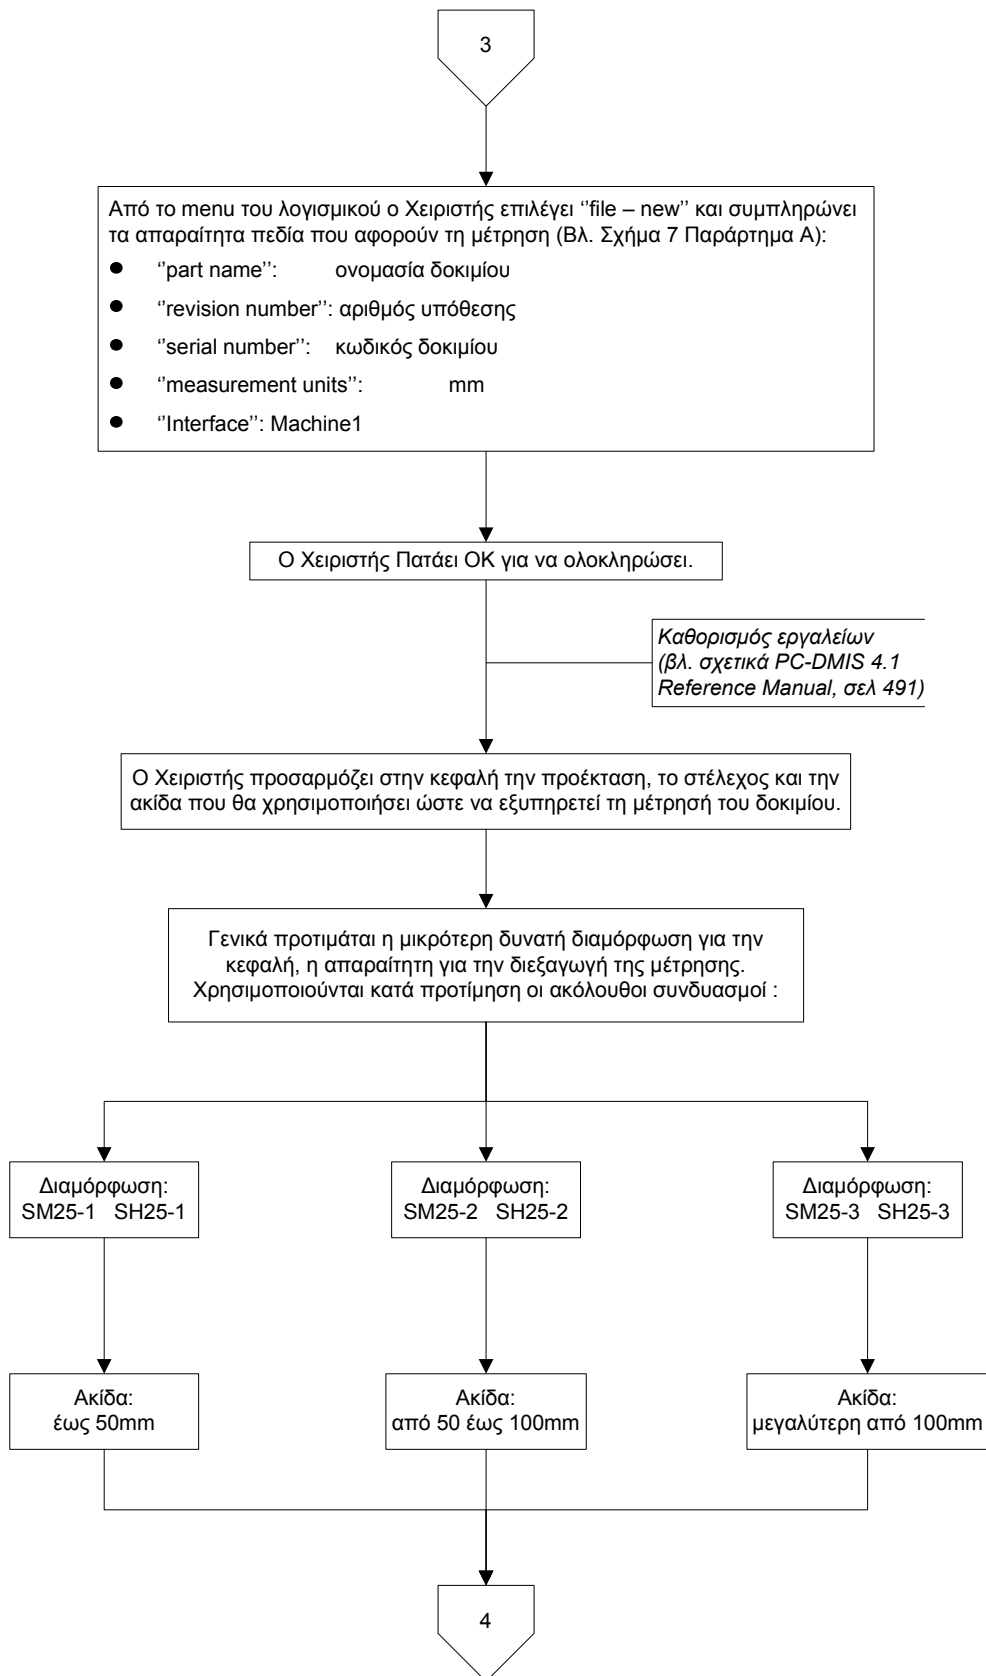 3
Από το menu του λογισμικού ο Χειριστής επιλέγει ‘’file – new’’ και συμπληρώνει
τα απαραίτητα πεδία που αφορούν τη μέτρηση (Βλ. Σχήμα 7 Παράρτημα Α):
● ‘’part name’’: ονομασία δοκιμίου
● ‘’revision number’’: αριθμός υπόθεσης
● ‘’serial number’’: κωδικός δοκιμίου
● ‘’measurement units’’: mm
● ‘’Interface’’: Machine1
Ο Χειριστής Πατάει ΟΚ για να ολοκληρώσει.
Καθορισμός εργαλείων
(βλ. σχετικά PC-DMIS 4.1
Reference Manual, σελ 491)
Ο Χειριστής προσαρμόζει στην κεφαλή την προέκταση, το στέλεχος και την
ακίδα που θα χρησιμοποιήσει ώστε να εξυπηρετεί τη μέτρησή του δοκιμίου.
Γενικά προτιμάται η μικρότερη δυνατή διαμόρφωση για την
κεφαλή, η απαραίτητη για την διεξαγωγή της μέτρησης.
Χρησιμοποιούνται κατά προτίμηση οι ακόλουθοι συνδυασμοί :
Διαμόρφωση:
SM25-1 SH25-1
Διαμόρφωση:
SM25-2 SH25-2
Διαμόρφωση:
SM25-3 SH25-3
Ακίδα:
έως 50mm
Ακίδα:
από 50 έως 100mm
Ακίδα:
μεγαλύτερη από 100mm
4